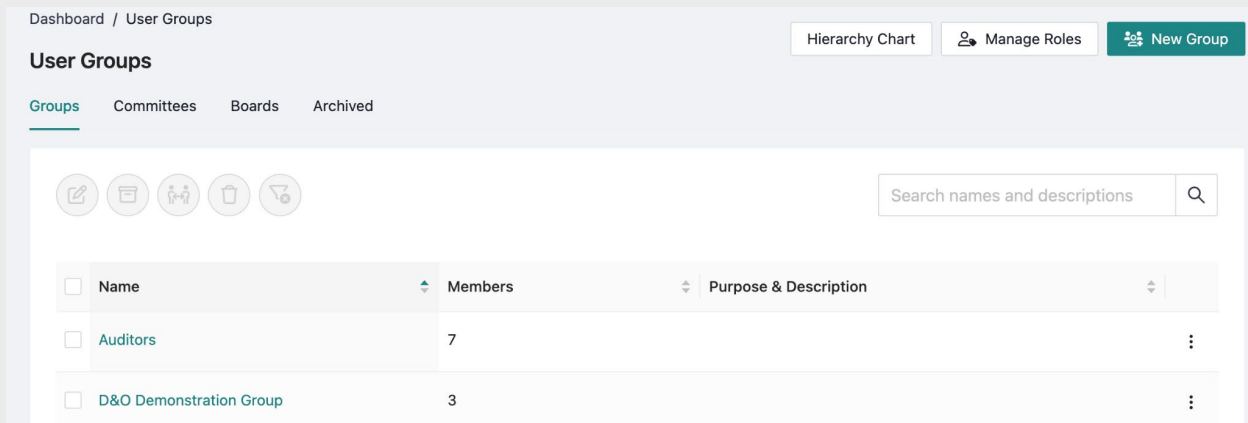 Dashboard / User Groups
User Groups
Hierarchy Chart
Manage Roles
New Group
Groups Committees Boards Archived
Search names and descriptions
Name Members Purpose & Description
Auditors 7
D&O Demonstration Group 3